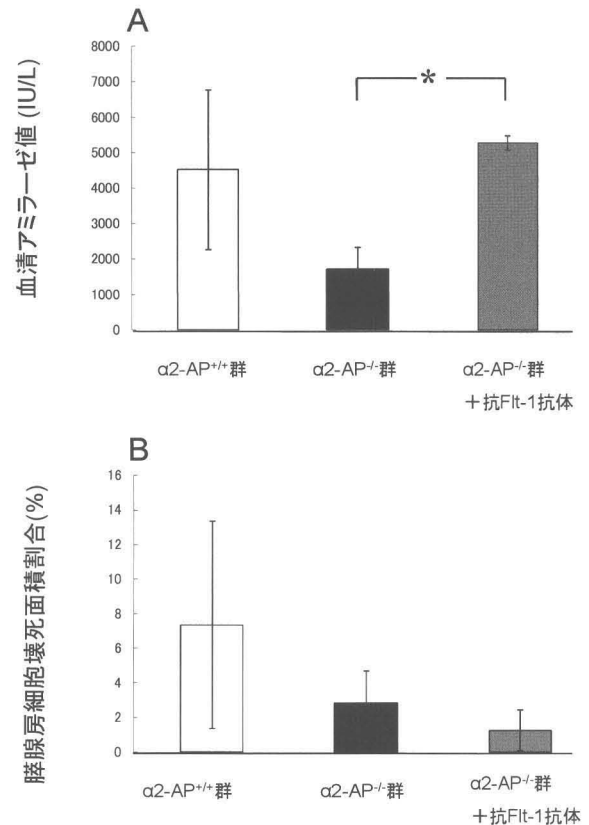 A
血清アミラーゼ値 (IU/L)
8000
7000
6000
5000
4000
3000
2000
1000
0
*
α2-AP+/+群
α2-AP-/-群
α2-AP-/-群
＋抗Flt-1抗体
B
膵腺房細胞壊死面積割合(%)
16
14
12
10
8
6
4
2
0
α2-AP+/+群
α2-AP-/-群
α2-AP-/-群
＋抗Flt-1抗体